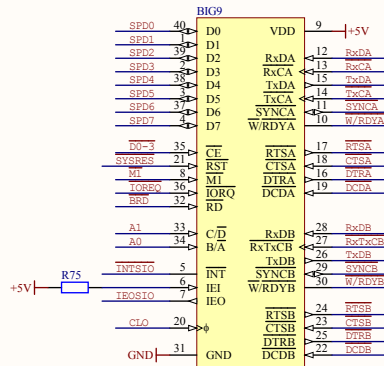 BIG9
SPD0 40 D0 VDD 9 +5V
SPD1 1 D1
SPD2 39 D2 RxDA 12 RxDA
SPD3 2 D3 RxCA 13 RxCA
SPD4 38 D4 TxDA 15 TxDA
SPD5 3 D5 TxCA 14 TxCA
SPD6 37 D6 SYNCA 11 SYNCA
SPD7 4 D7 W/RDYA 10 W/RDYA
D0-3 35 CE RTSA 17 RTSA
SYSRES 21 RST CTSA 18 CTSA
M1 8 M1 DTRA 16 DTRA
IOREQ 36 IORQ DCDA 19 DCDA
BRD 32 RD
A1 33 C/D RxDB 28 RxDB
A0 34 B/A RxTxCB 27 RxTxCB
TxDB 26 TxDB
INTSIO 5 INT SYNCB 29 SYNCB
+5V R75 6 IEI W/RDYB 30 W/RDYB
IEOSIO 7 IEO
RTSB 24 RTSB
CLO 20 ϕ CTSB 23 CTSB
DTRB 25 DTRB
GND 31 GND DCDB 22 DCDB